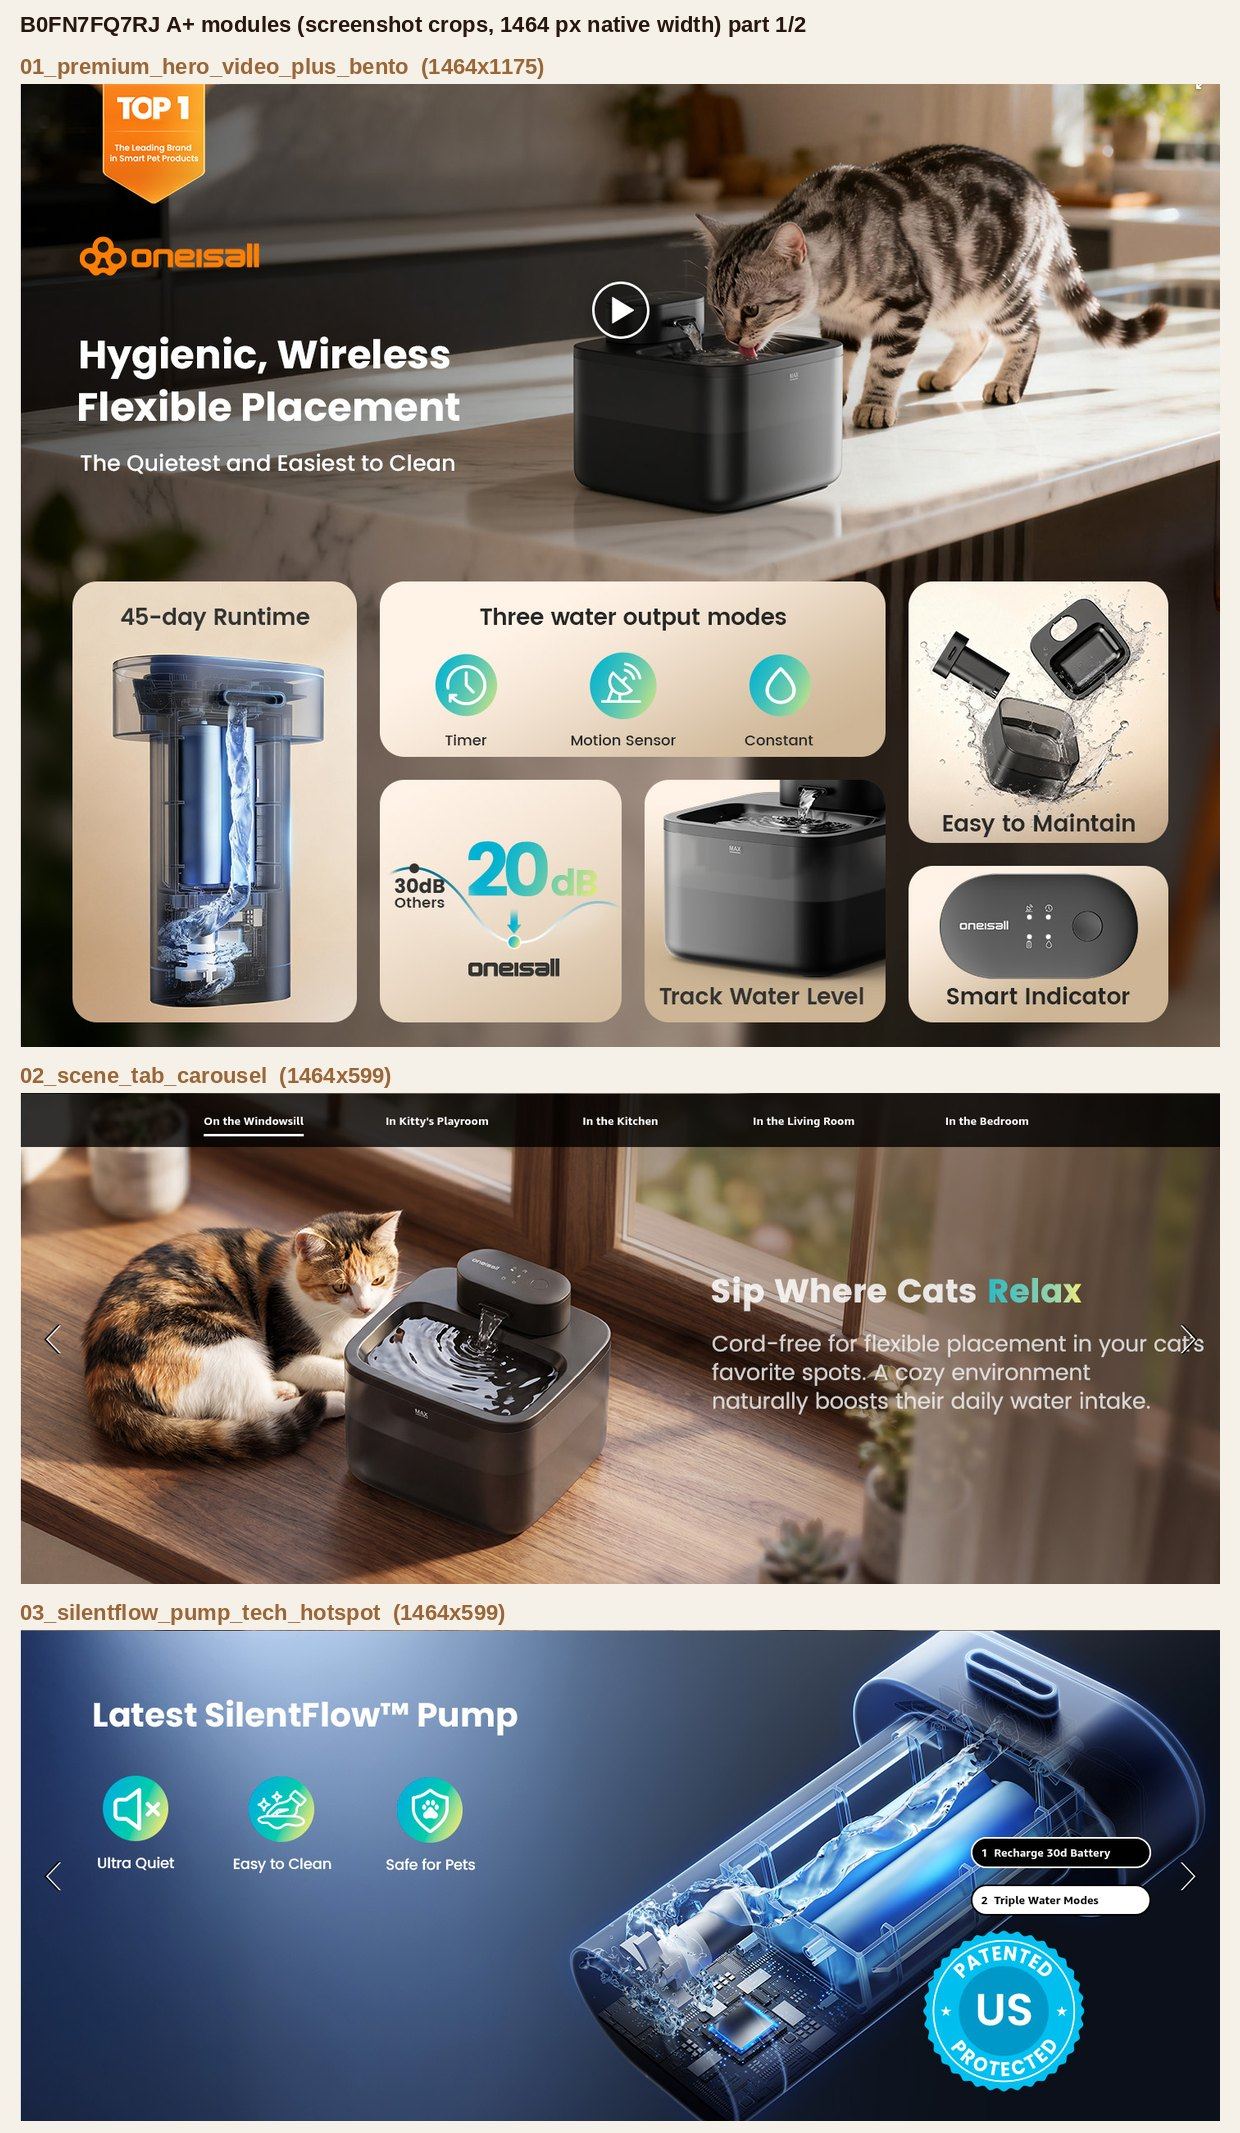 B0FN7FQ7RJ A+ modules (screenshot crops, 1464 px native width) part 1/2
01_premium_hero_video_plus_bento (1464x1175)
TOP 1
The Leading Brand
in Smart Pet Products
oneisall
Hygienic, Wireless
Flexible Placement
The Quietest and Easiest to Clean
MAX
45-day Runtime
Three water output modes
Timer
Motion Sensor
Constant
Easy to Maintain
30dB
Others
20dB
oneisall
MAX
Track Water Level
oneisall
Smart Indicator
02_scene_tab_carousel (1464x599)
On the Windowsill
In Kitty's Playroom
In the Kitchen
In the Living Room
In the Bedroom
oneisall
MAX
Sip Where Cats Relax
Cord-free for flexible placement in your cat's
favorite spots. A cozy environment
naturally boosts their daily water intake.
03_silentflow_pump_tech_hotspot (1464x599)
Latest SilentFlow™ Pump
Ultra Quiet
Easy to Clean
Safe for Pets
1 Recharge 30d Battery
2 Triple Water Modes
PATENTED
US
PROTECTED